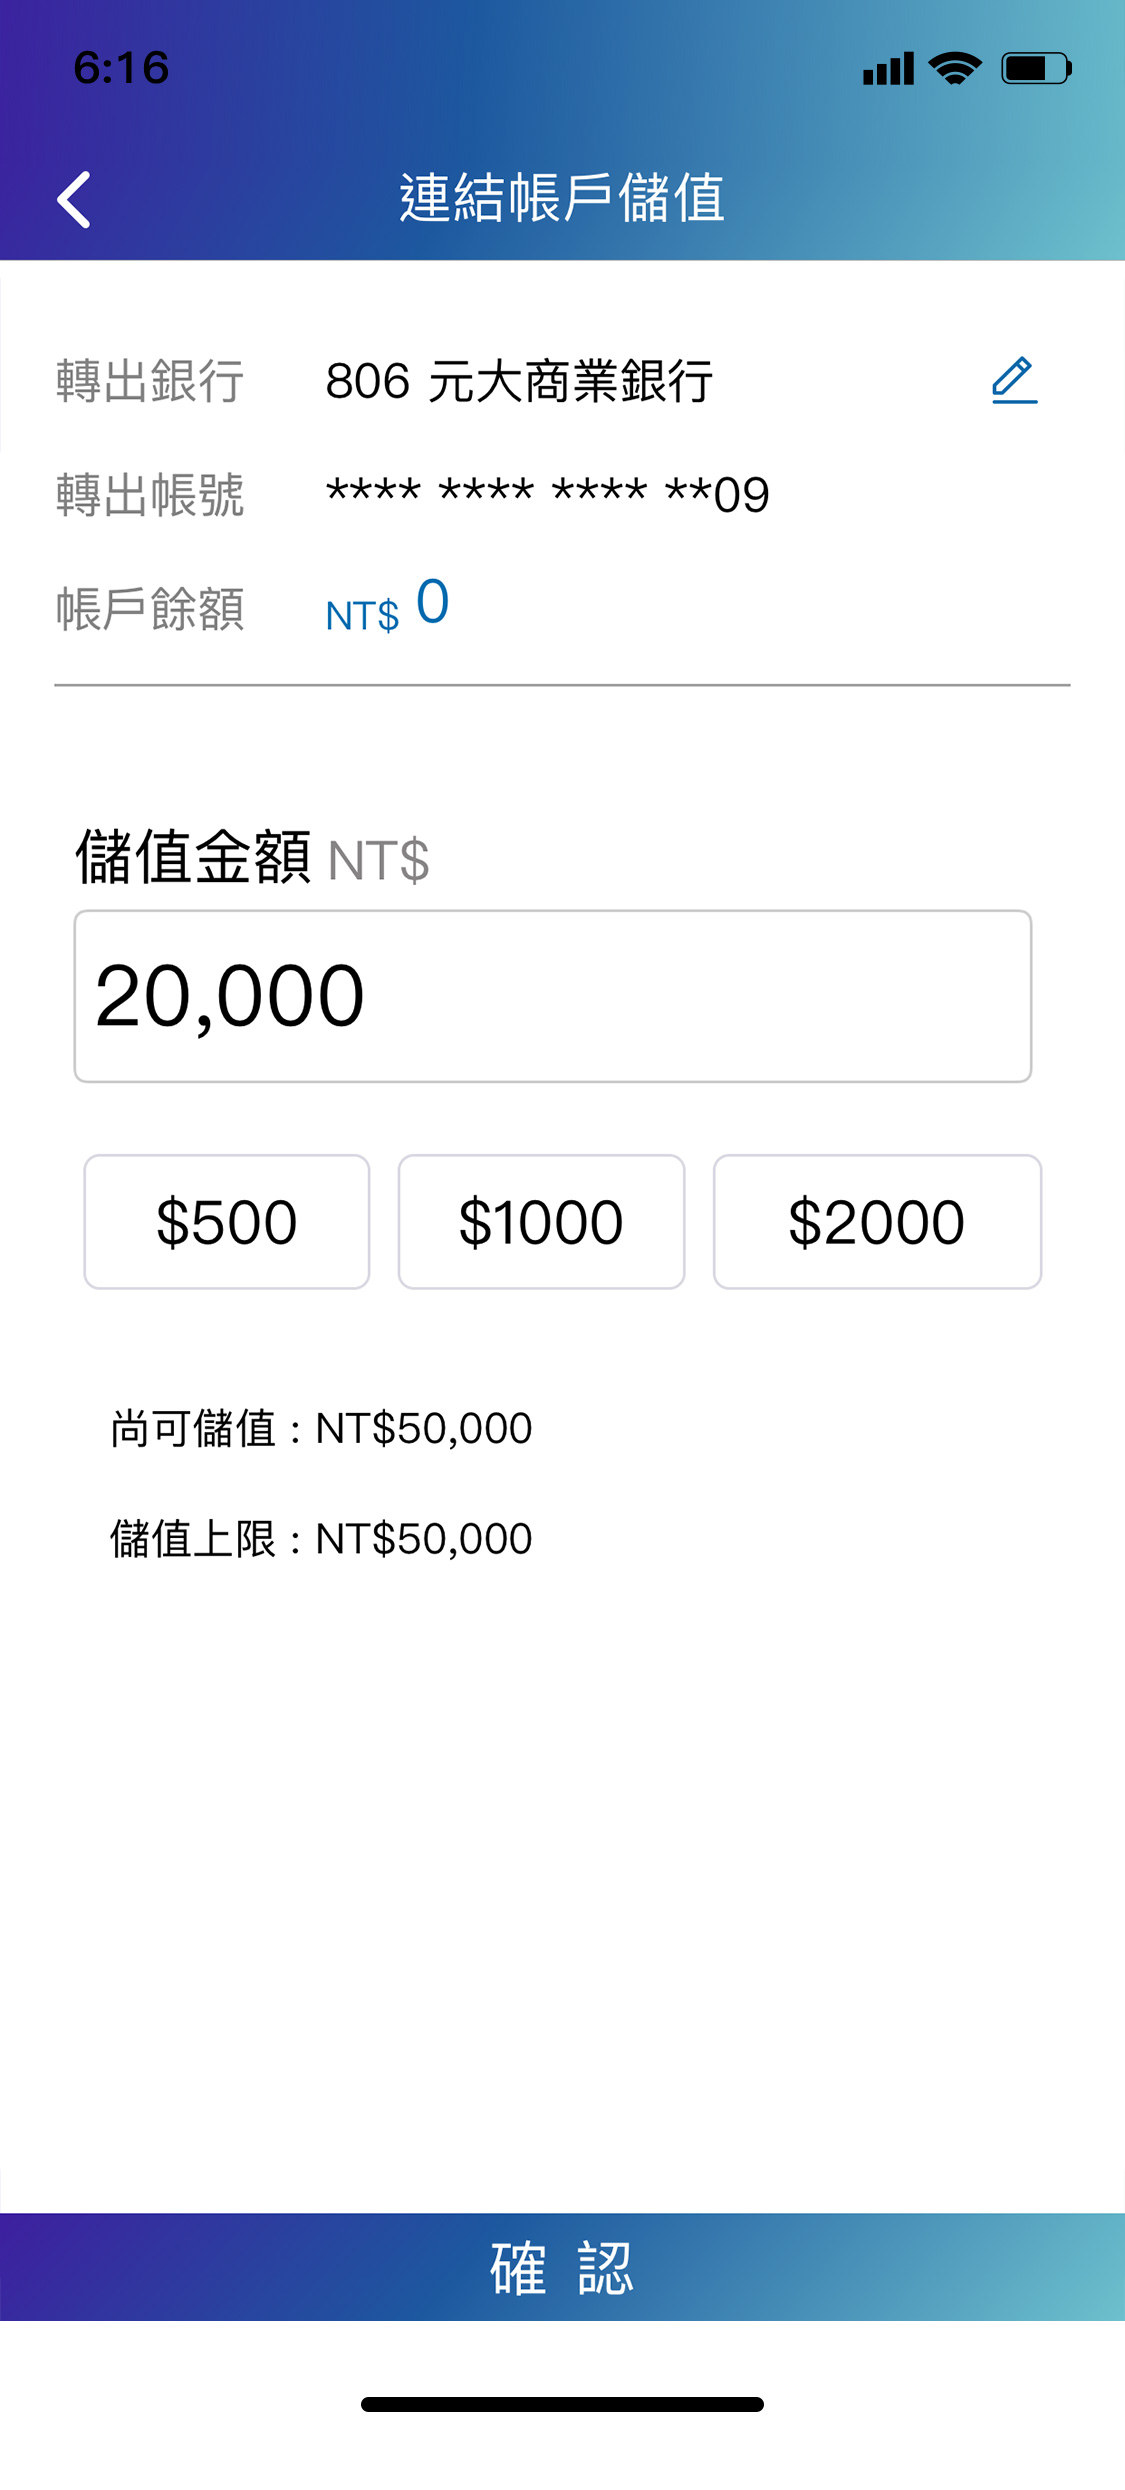 6:16
連結帳戶儲值
轉出銀行 806 元大商業銀行
轉出帳號 **** **** **** **09
帳戶餘額 NT$ 0
儲值金額 NT$
20,000
$500 $1000 $2000
尚可儲值：NT$50,000
儲值上限：NT$50,000
確 認